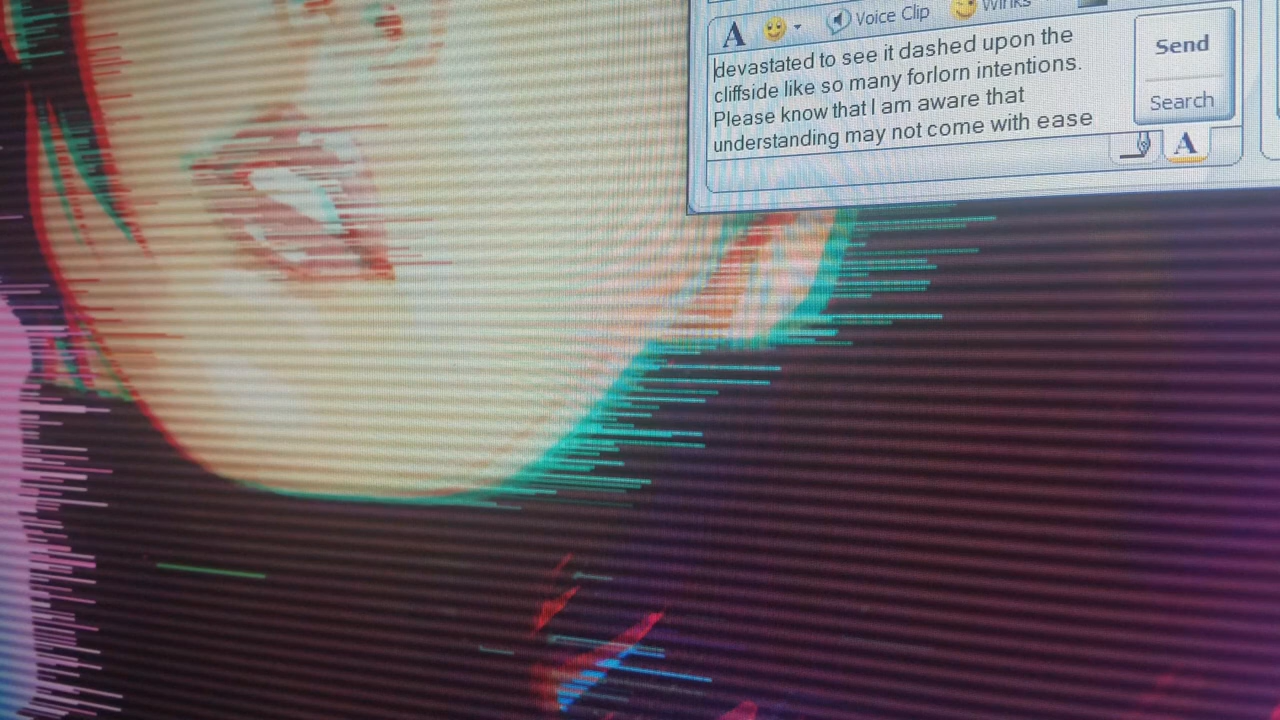 A Voice Clip Winks
devastated to see it dashed upon the
cliffside like so many forlorn intentions.
Please know that I am aware that
understanding may not come with ease
Send
Search
A